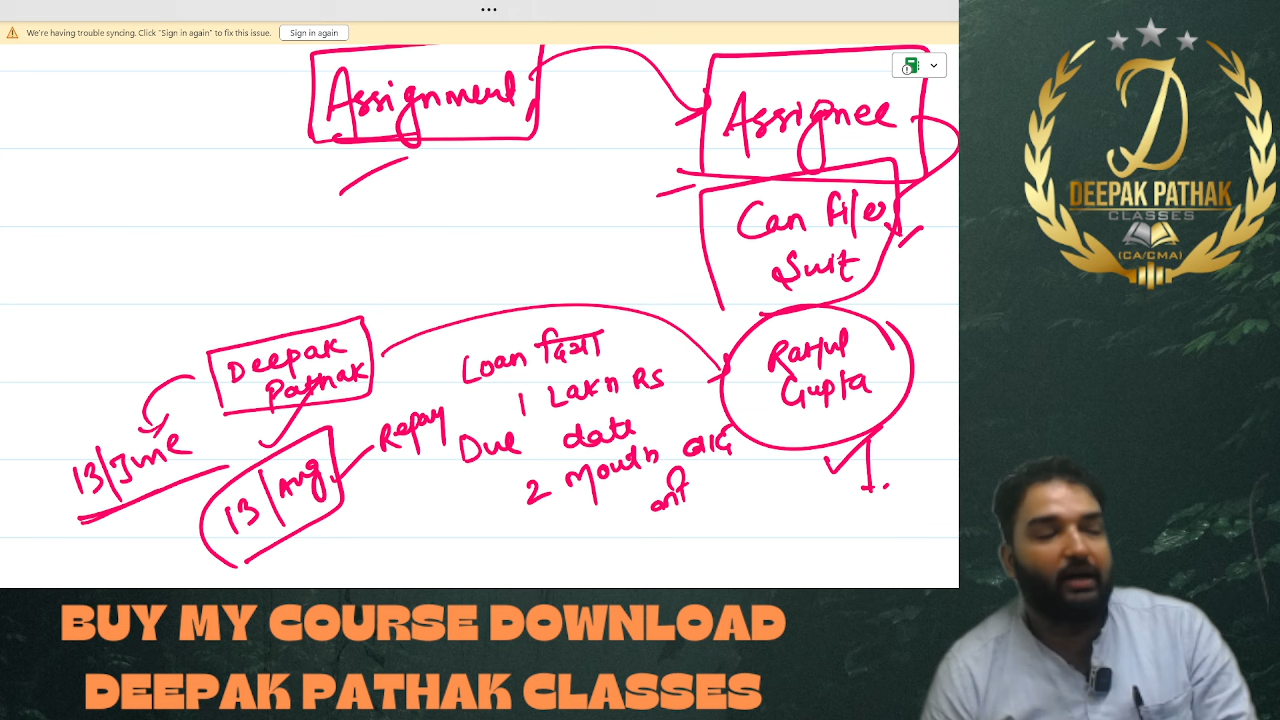 We're having trouble syncing. Click "Sign in again" to fix this issue.
Sign in again
Assignment
Assignee
Can file
Suit
Deepak
Pathak
Loan दिया
1 Lakh RS
Due date
2 Month बाद
का
Rahul
Gupta
13/June
13/Aug
Repay
D
DEEPAK PATHAK
CLASSES
(CA/CMA)
BUY MY COURSE DOWNLOAD
DEEPAK PATHAK CLASSES